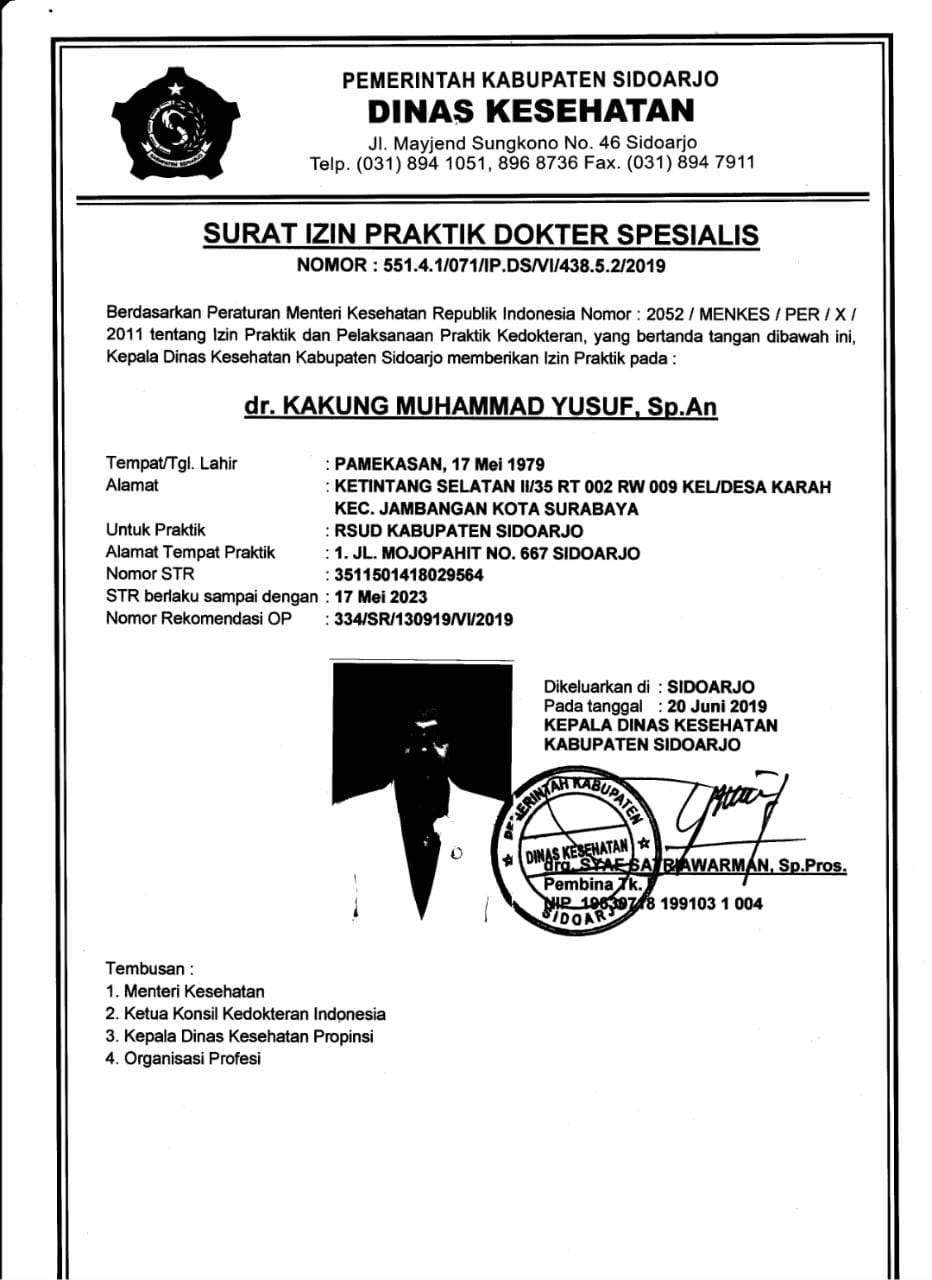 PEMERINTAH KABUPATEN SIDOARJO
DINAS KESEHATAN
Jl. Mayjend Sungkono No. 46 Sidoarjo
Telp. (031) 894 1051, 896 8736 Fax. (031) 894 7911
KABUPATEN SIDOARJO
SURAT IZIN PRAKTIK DOKTER SPESIALIS
NOMOR : 551.4.1/071/IP.DS/VI/438.5.2/2019
Berdasarkan Peraturan Menteri Kesehatan Republik Indonesia Nomor : 2052 / MENKES / PER / X /
2011 tentang Izin Praktik dan Pelaksanaan Praktik Kedokteran, yang bertanda tangan dibawah ini,
Kepala Dinas Kesehatan Kabupaten Sidoarjo memberikan Izin Praktik pada :
dr. KAKUNG MUHAMMAD YUSUF, Sp.An
Tempat/Tgl. Lahir : PAMEKASAN, 17 Mei 1979
Alamat : KETINTANG SELATAN II/35 RT 002 RW 009 KEL/DESA KARAH
KEC. JAMBANGAN KOTA SURABAYA
Untuk Praktik : RSUD KABUPATEN SIDOARJO
Alamat Tempat Praktik : 1. JL. MOJOPAHIT NO. 667 SIDOARJO
Nomor STR : 3511501418029564
STR berlaku sampai dengan : 17 Mei 2023
Nomor Rekomendasi OP : 334/SR/130919/VI/2019
Dikeluarkan di : SIDOARJO
Pada tanggal : 20 Juni 2019
KEPALA DINAS KESEHATAN
KABUPATEN SIDOARJO
PEMERINTAH KABUPATEN
DINAS KESEHATAN
SIDOARJO
drg. SYAF SATRIAWARMAN, Sp.Pros.
Pembina Tk.
NIP 199103 1 004
Tembusan :
1. Menteri Kesehatan
2. Ketua Konsil Kedokteran Indonesia
3. Kepala Dinas Kesehatan Propinsi
4. Organisasi Profesi